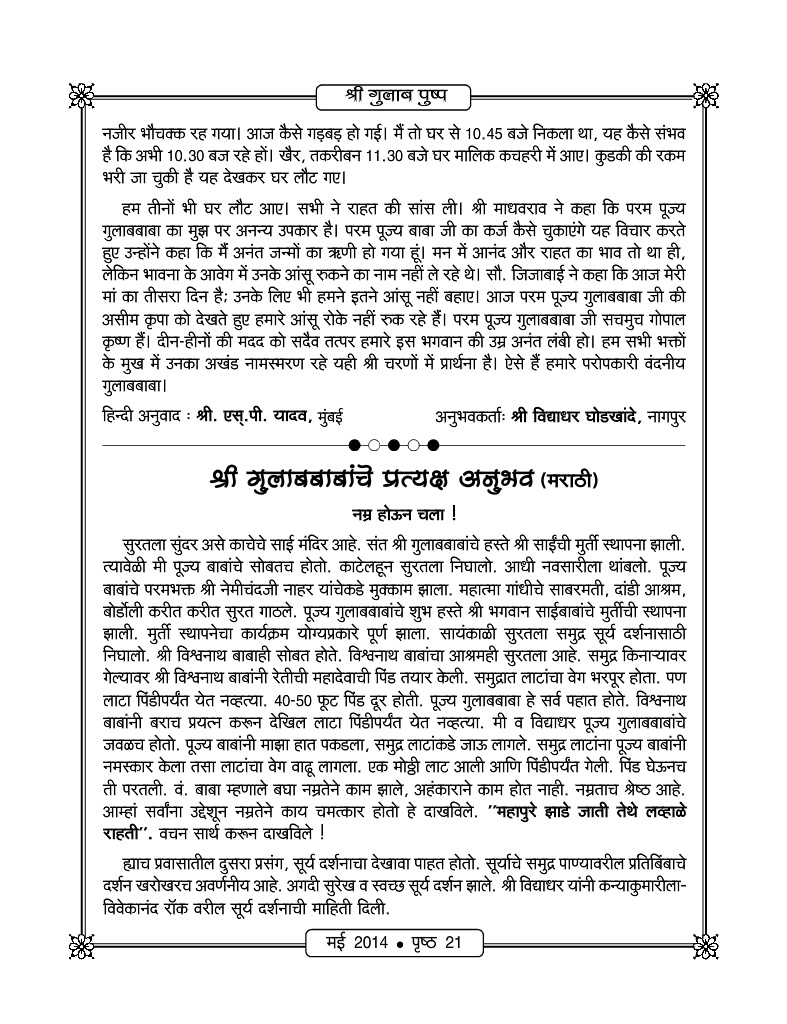 श्री गुलाब पुष्प
नजीर भौचक्क रह गया। आज कैसे गड़बड़ हो गई। मैं तो घर से 10.45 बजे निकला था, यह कैसे संभव
है कि अभी 10.30 बज रहे हों। खैर, तकरीबन 11.30 बजे घर मालिक कचहरी में आए। कुडकी की रकम
भरी जा चुकी है यह देखकर घर लौट गए।
हम तीनों भी घर लौट आए। सभी ने राहत की सांस ली। श्री माधवराव ने कहा कि परम पूज्य
गुलाबबाबा का मुझ पर अनन्य उपकार है। परम पूज्य बाबा जी का कर्ज कैसे चुकाएंगे यह विचार करते
हुए उन्होंने कहा कि मैं अनंत जन्मों का ऋणी हो गया हूं। मन में आनंद और राहत का भाव तो था ही,
लेकिन भावना के आवेग में उनके आंसू रुकने का नाम नहीं ले रहे थे। सौ. जिजाबाई ने कहा कि आज मेरी
मां का तीसरा दिन है; उनके लिए भी हमने इतने आंसू नहीं बहाए। आज परम पूज्य गुलाबबाबा जी की
असीम कृपा को देखते हुए हमारे आंसू रोके नहीं रुक रहे हैं। परम पूज्य गुलाबबाबा जी सचमुच गोपाल
कृष्ण हैं। दीन-हीनों की मदद को सदैव तत्पर हमारे इस भगवान की उम्र अनंत लंबी हो। हम सभी भक्तों
के मुख में उनका अखंड नामस्मरण रहे यही श्री चरणों में प्रार्थना है। ऐसे हैं हमारे परोपकारी वंदनीय
गुलाबबाबा।
हिन्दी अनुवाद : श्री. एस्.पी. यादव, मुंबई अनुभवकर्ताः श्री विद्याधर घोडखांदे, नागपुर
श्री गुलाबबाबांचे प्रत्यक्ष अनुभव (मराठी)
नम्र होऊन चला !
सुरतला सुंदर असे काचेचे साई मंदिर आहे. संत श्री गुलाबबाबांचे हस्ते श्री साईंची मुर्ती स्थापना झाली.
त्यावेळी मी पूज्य बाबांचे सोबतच होतो. काटेलहून सुरतला निघालो. आधी नवसारीला थांबलो. पूज्य
बाबांचे परमभक्त श्री नेमीचंदजी नाहर यांचेकडे मुक्काम झाला. महात्मा गांधीचे साबरमती, दांडी आश्रम,
बोर्डोली करीत करीत सुरत गाठले. पूज्य गुलाबबाबांचे शुभ हस्ते श्री भगवान साईबाबांचे मुर्तीची स्थापना
झाली. मुर्ती स्थापनेचा कार्यक्रम योग्यप्रकारे पूर्ण झाला. सायंकाळी सुरतला समुद्र सूर्य दर्शनासाठी
निघालो. श्री विश्वनाथ बाबाही सोबत होते. विश्वनाथ बाबांचा आश्रमही सुरतला आहे. समुद्र किनाऱ्यावर
गेल्यावर श्री विश्वनाथ बाबांनी रेतीची महादेवाची पिंड तयार केली. समुद्रात लाटांचा वेग भरपूर होता. पण
लाटा पिंडीपर्यंत येत नव्हत्या. 40-50 फूट पिंड दूर होती. पूज्य गुलाबबाबा हे सर्व पहात होते. विश्वनाथ
बाबांनी बराच प्रयत्न करून देखिल लाटा पिंडीपर्यंत येत नव्हत्या. मी व विद्याधर पूज्य गुलाबबाबांचे
जवळच होतो. पूज्य बाबांनी माझा हात पकडला, समुद्र लाटांकडे जाऊ लागले. समुद्र लाटांना पूज्य बाबांनी
नमस्कार केला तसा लाटांचा वेग वाढू लागला. एक मोठ्ठी लाट आली आणि पिंडीपर्यंत गेली. पिंड घेऊनच
ती परतली. वं. बाबा म्हणाले बघा नम्रतेने काम झाले, अहंकाराने काम होत नाही. नम्रताच श्रेष्ठ आहे.
आम्हां सर्वांना उद्देशून नम्रतेने काय चमत्कार होतो हे दाखविले. ''महापुरे झाडे जाती तेथे लव्हाळे
राहती''. वचन सार्थ करून दाखविले !
ह्याच प्रवासातील दुसरा प्रसंग, सूर्य दर्शनाचा देखावा पाहत होतो. सूर्याचे समुद्र पाण्यावरील प्रतिबिंबाचे
दर्शन खरोखरच अवर्णनीय आहे. अगदी सुरेख व स्वच्छ सूर्य दर्शन झाले. श्री विद्याधर यांनी कन्याकुमारीला-
विवेकानंद रॉक वरील सूर्य दर्शनाची माहिती दिली.
मई 2014 ● पृष्ठ 21